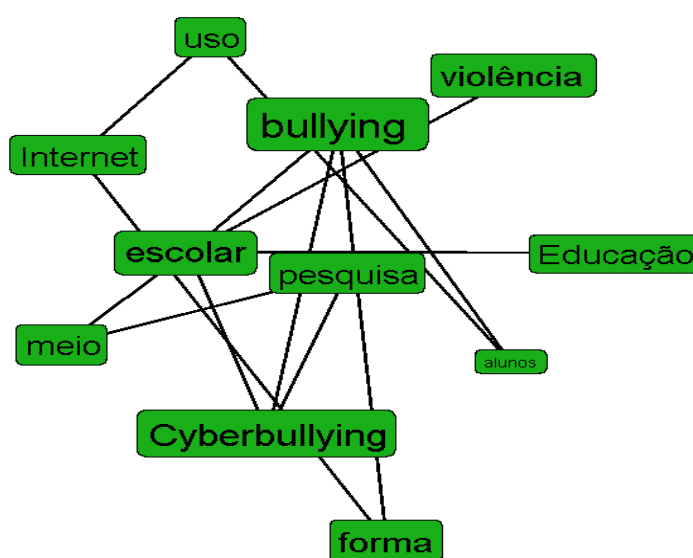 uso
violência
bullying
Internet
escolar
Educação
pesquisa
meio
alunos
Cyberbullying
forma